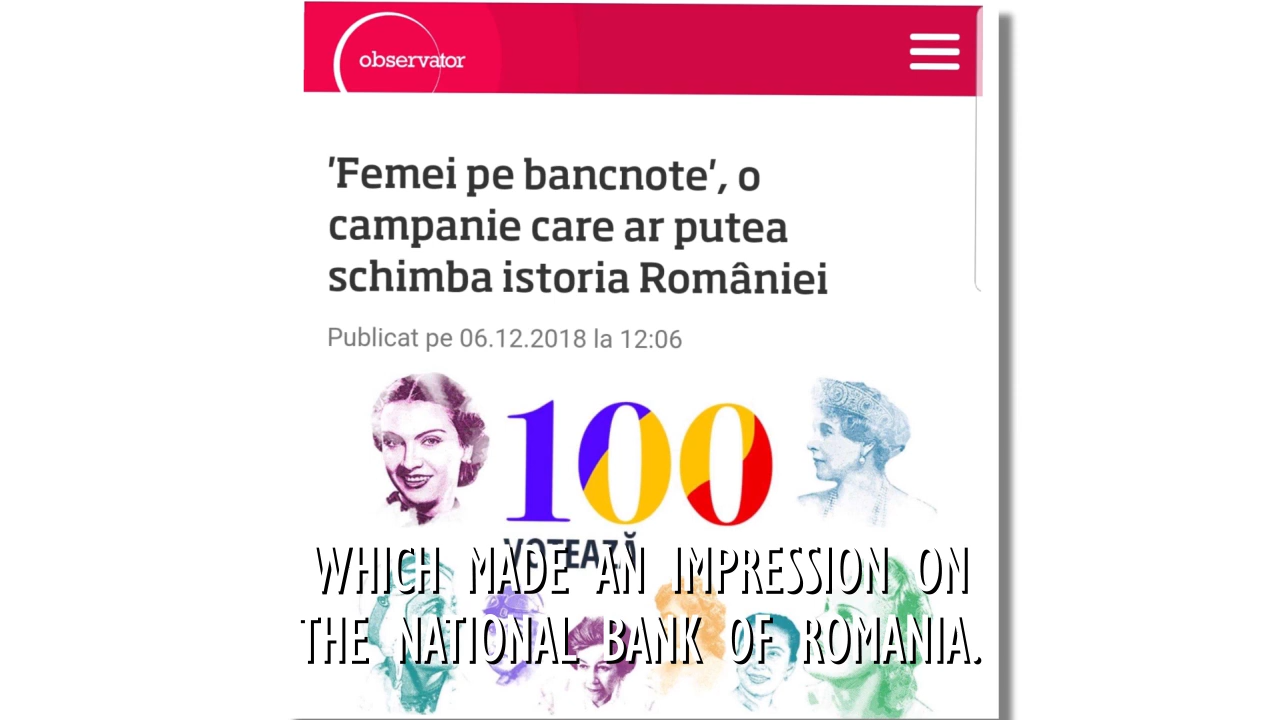 observator
'Femei pe bancnote', o
campanie care ar putea
schimba istoria României
Publicat pe 06.12.2018 la 12:06
100
VOTEAZĂ
WHICH MADE AN IMPRESSION ON
THE NATIONAL BANK OF ROMANIA.